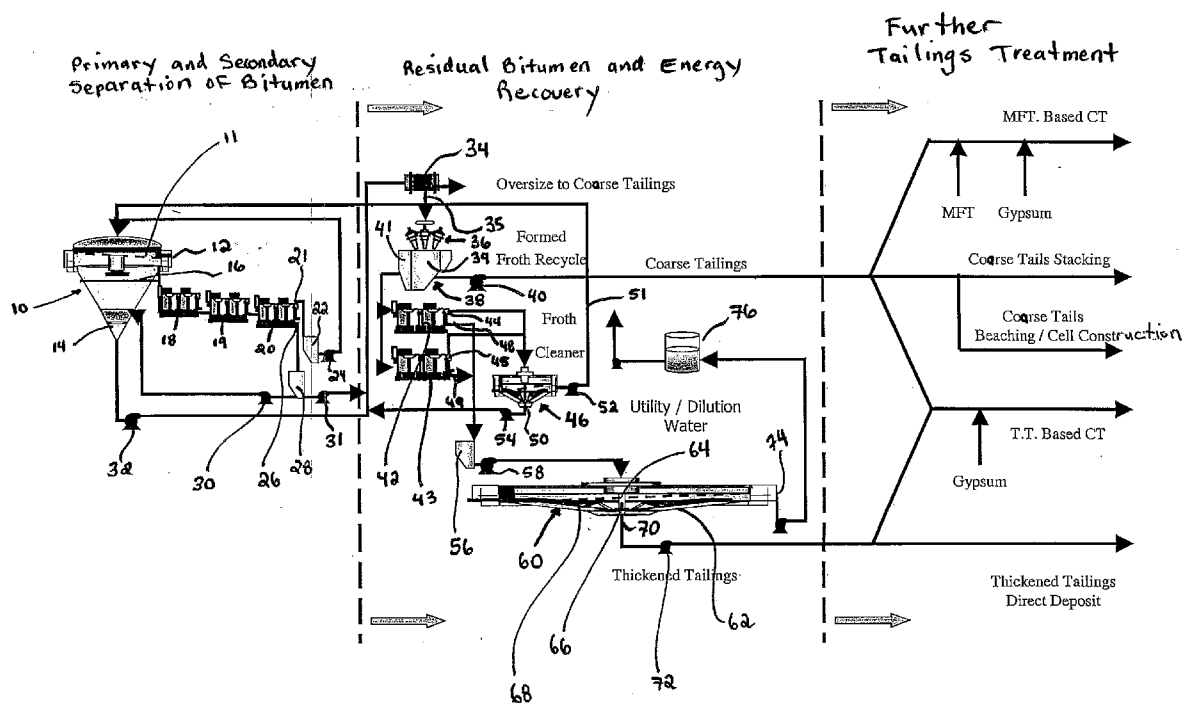 Primary and Secondary
Separation of Bitumen
Residual Bitumen and Energy
Recovery
Further
Tailings Treatment
11
34
MFT. Based CT
Oversize to Coarse Tailings
35
12
41
36
Formed
MFT
Gypsum
16
21
39
Froth Recycle
Coarse Tailings
Coarse Tails Stacking
10
38
40
51
14
18
19
20
22
44
Froth
76
Coarse Tails
Beaching / Cell Construction
48
24
45
Cleaner
49
52
Utility / Dilution
Water
32
30
26
28
31
42
43
54
50
46
T.T. Based CT
64
74
58
Gypsum
56
60
70
Thickened Tailings
Thickened Tailings
Direct Deposit
68
66
72
62